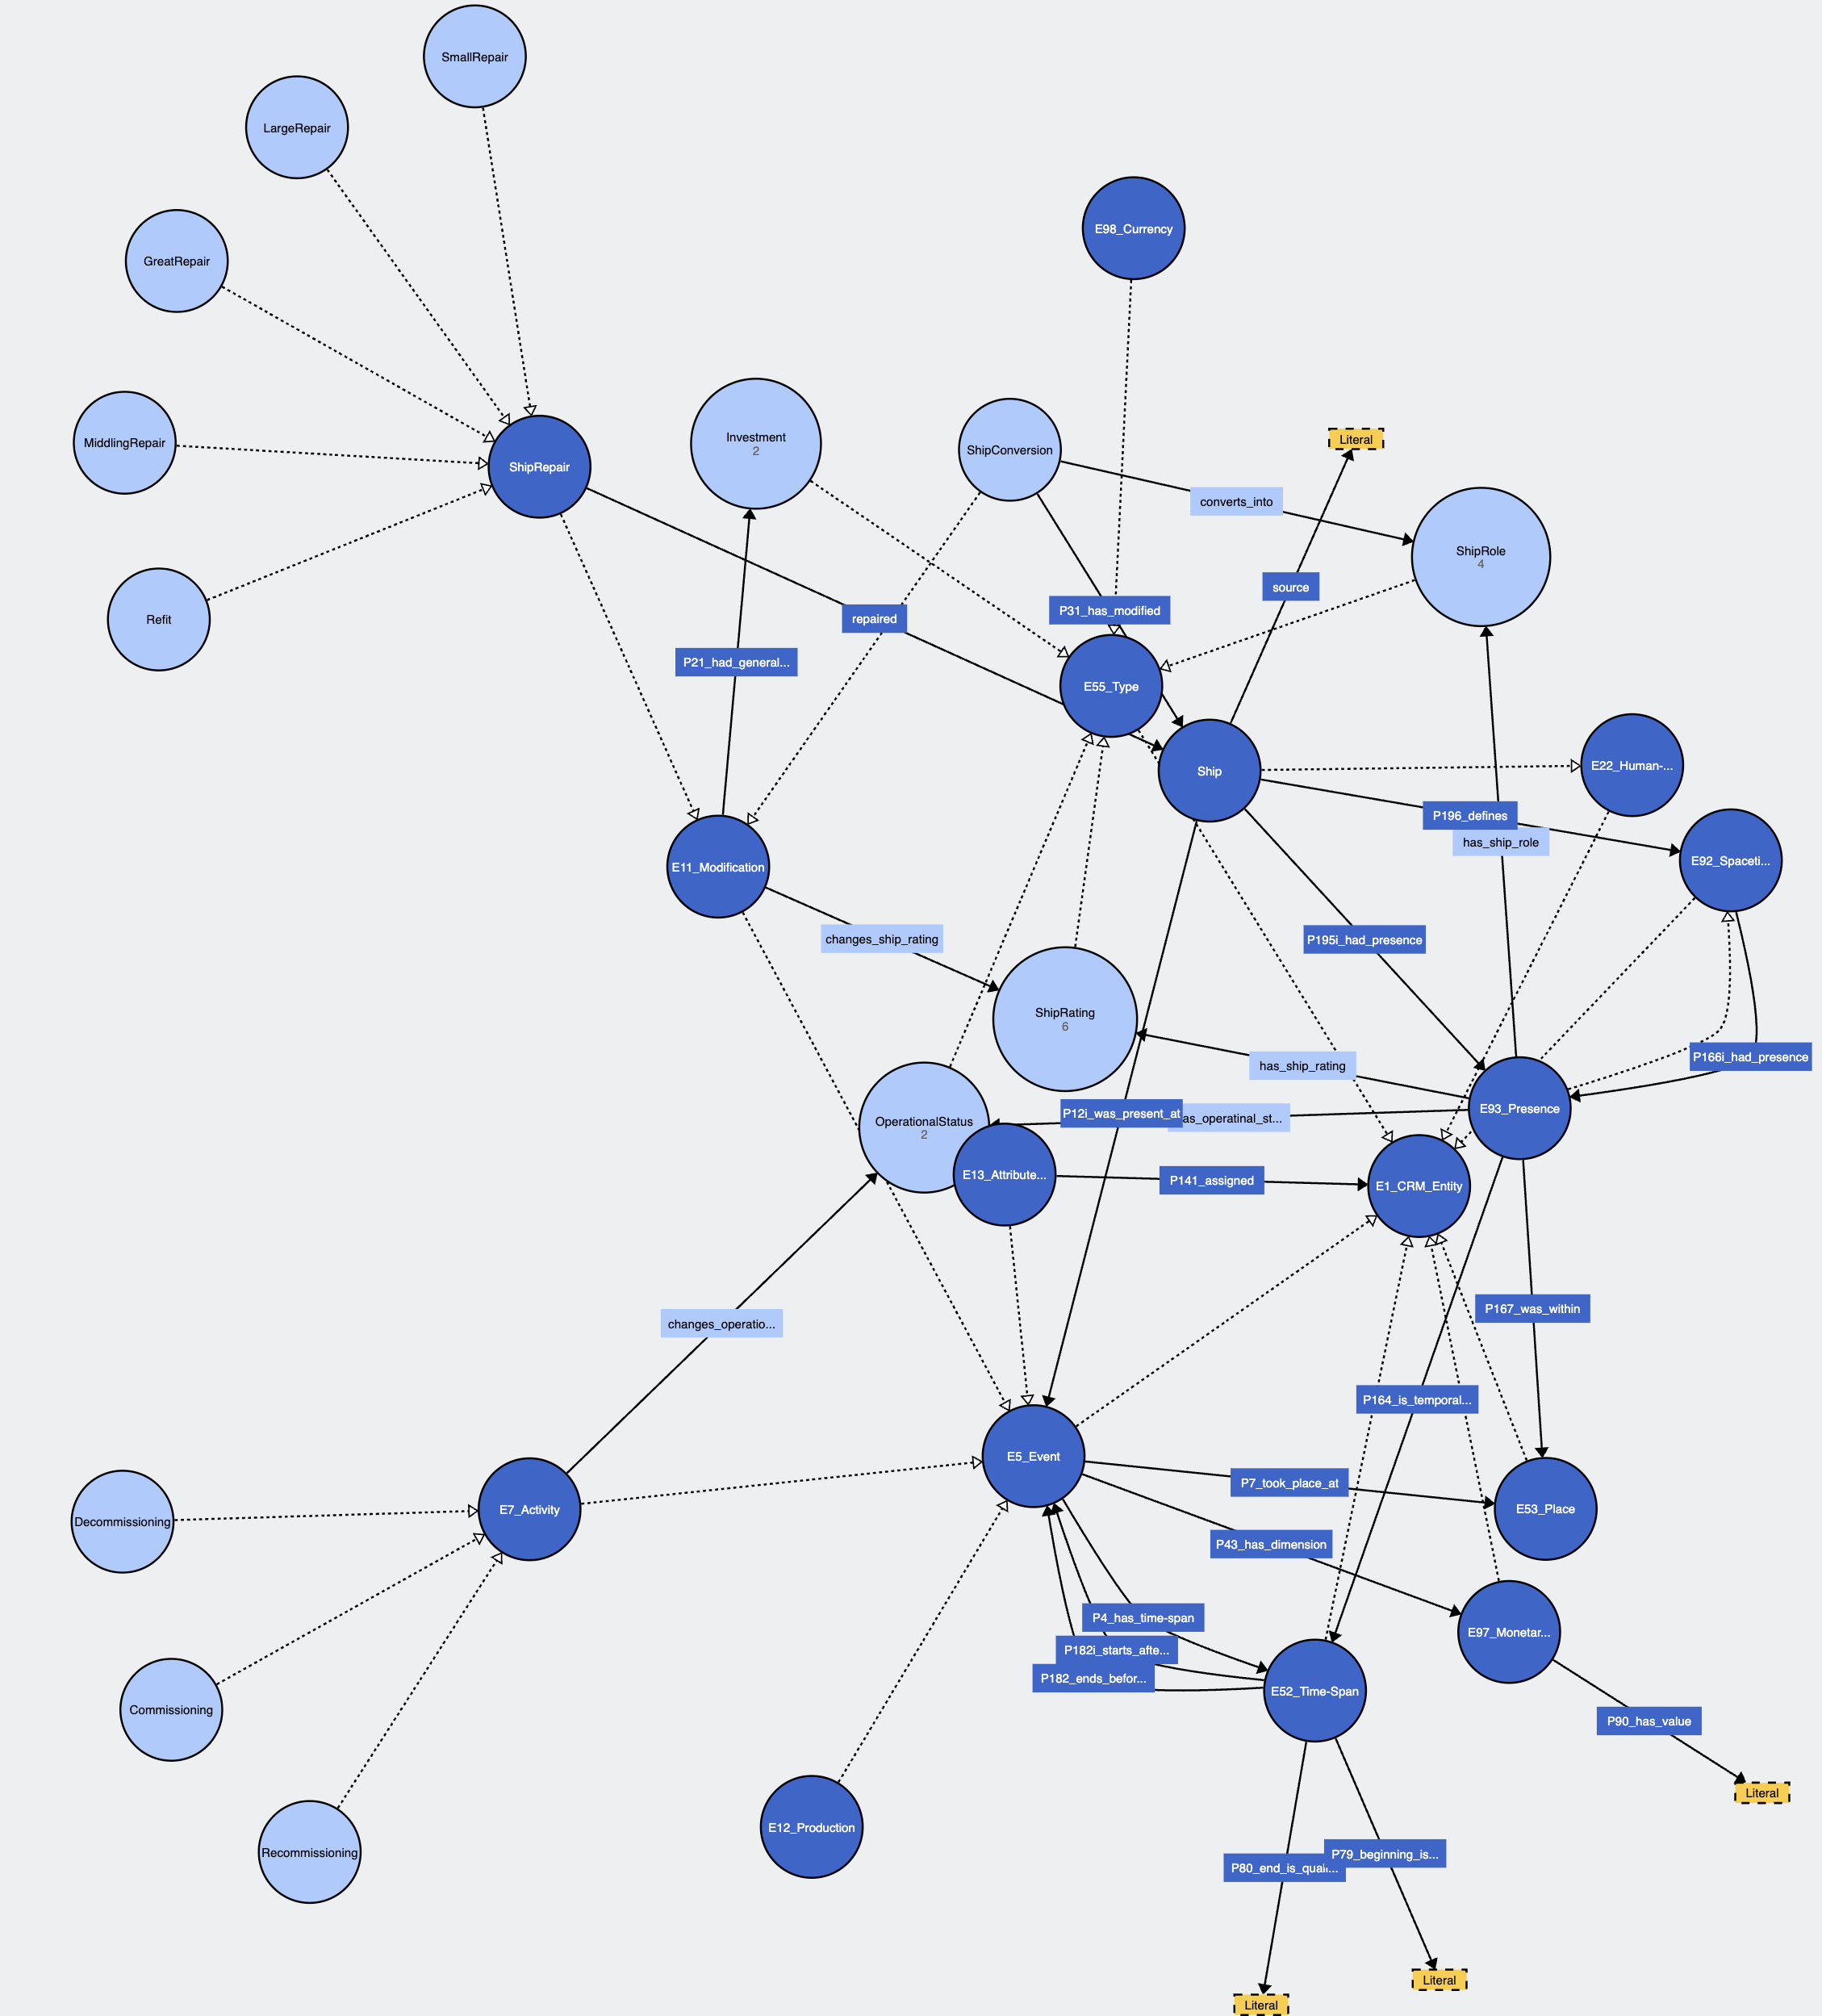 SmallRepair
LargeRepair
E98_Currency
GreatRepair
MiddlingRepair
ShipRepair
Investment
2
ShipConversion
Literal
converts_into
ShipRole
4
source
P31_has_modified
repaired
Refit
P21_had_general...
E55_Type
Ship
E22_Human-...
P196_defines
has_ship_role
E92_Spaceti...
E11_Modification
changes_ship_rating
P195i_had_presence
ShipRating
6
has_ship_rating
P166i_had_presence
E93_Presence
OperationalStatus
2
P12i_was_present_at
as_operatinal_st...
E13_Attribute...
P141_assigned
E1_CRM_Entity
changes_operatio...
P167_was_within
P164_is_temporal...
E5_Event
P7_took_place_at
E53_Place
Decommissioning
E7_Activity
P43_has_dimension
P4_has_time-span
P182i_starts_afte...
P182_ends_befor...
E52_Time-Span
E97_Monetar...
Commissioning
P90_has_value
Literal
E12_Production
Recommissioning
P80_end_is_quali...
P79_beginning_is...
Literal
Literal